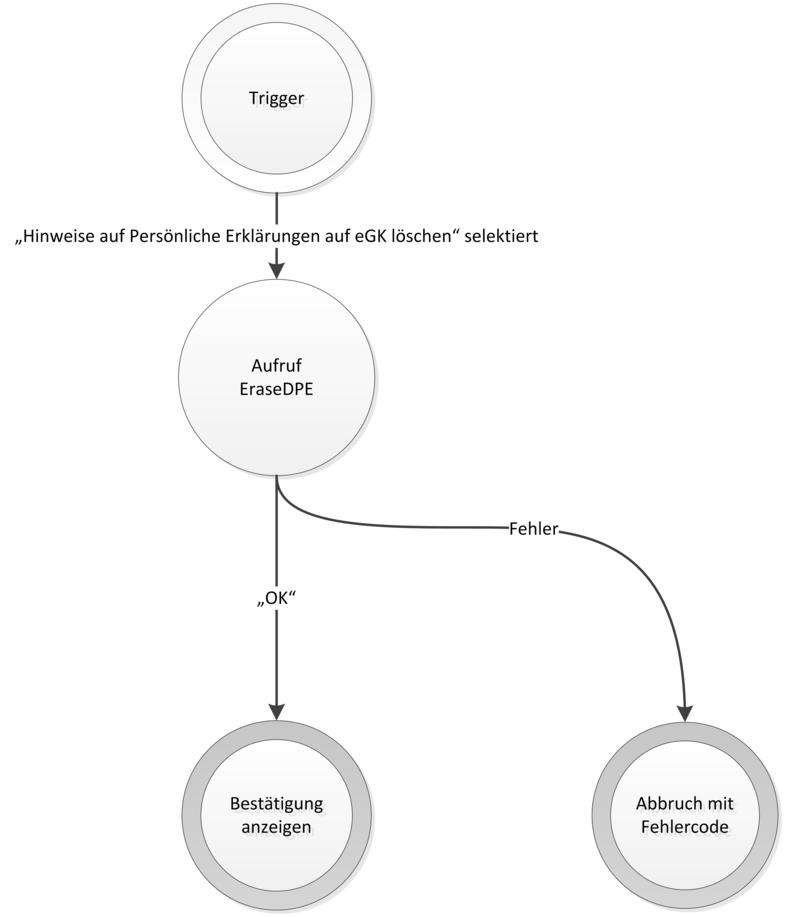 Trigger
„Hinweise auf Persönliche Erklärungen auf eGK löschen“ selektiert
Aufruf
EraseDPE
Fehler
„OK“
Bestätigung
anzeigen
Abbruch mit
Fehlercode